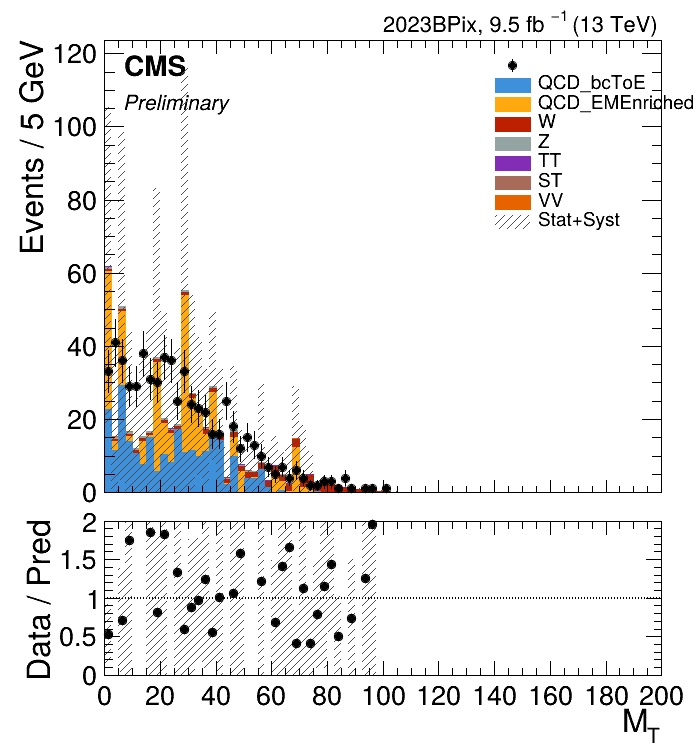 2023BPix, 9.5 fb⁻¹ (13 TeV)
CMS
Preliminary
Events / 5 GeV
120
100
80
60
40
20
0
QCD_bcToE
QCD_EMEnriched
W
Z
TT
ST
VV
Stat+Syst
Data / Pred
2
1.5
1
0.5
0
0 20 40 60 80 100 120 140 160 180 200
M_T